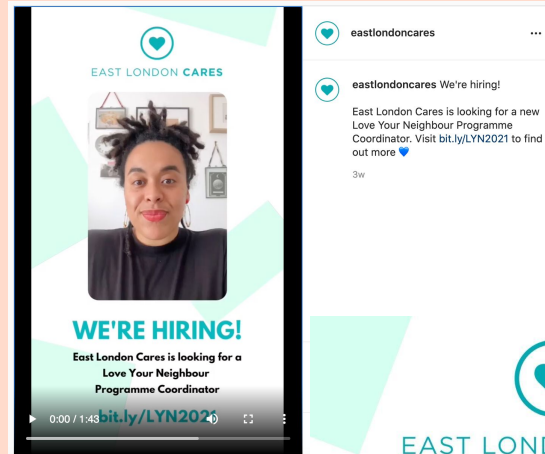 EAST LONDON CARES
WE'RE HIRING!
East London Cares is looking for a
Love Your Neighbour
Programme Coordinator
bit.ly/LYN2021
0:00 / 1:43
eastlondoncares
eastlondoncares We're hiring!
East London Cares is looking for a new
Love Your Neighbour Programme
Coordinator. Visit bit.ly/LYN2021 to find
out more 💙
3w
EAST LOND